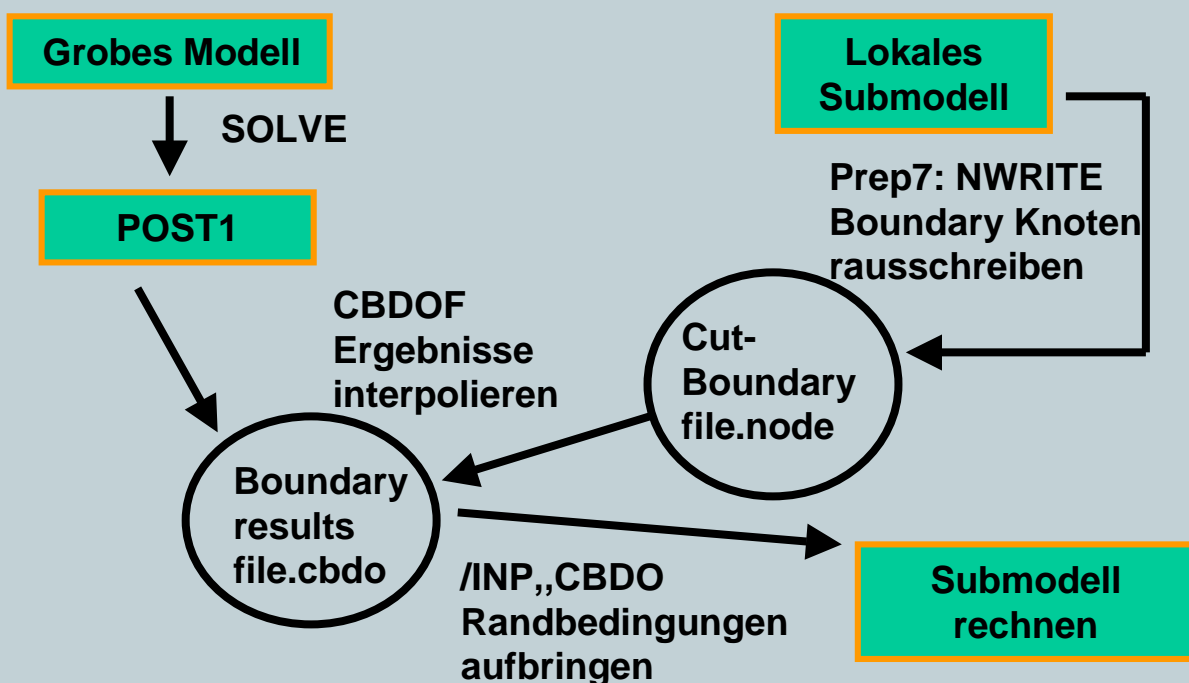 Grobes Modell
SOLVE
POST1
Lokales
Submodell
Prep7: NWRITE
Boundary Knoten
rausschreiben
CBDOF
Ergebnisse
interpolieren
Cut-
Boundary
file.node
Boundary
results
file.cbdo
/INP,,CBDO
Randbedingungen
aufbringen
Submodell
rechnen